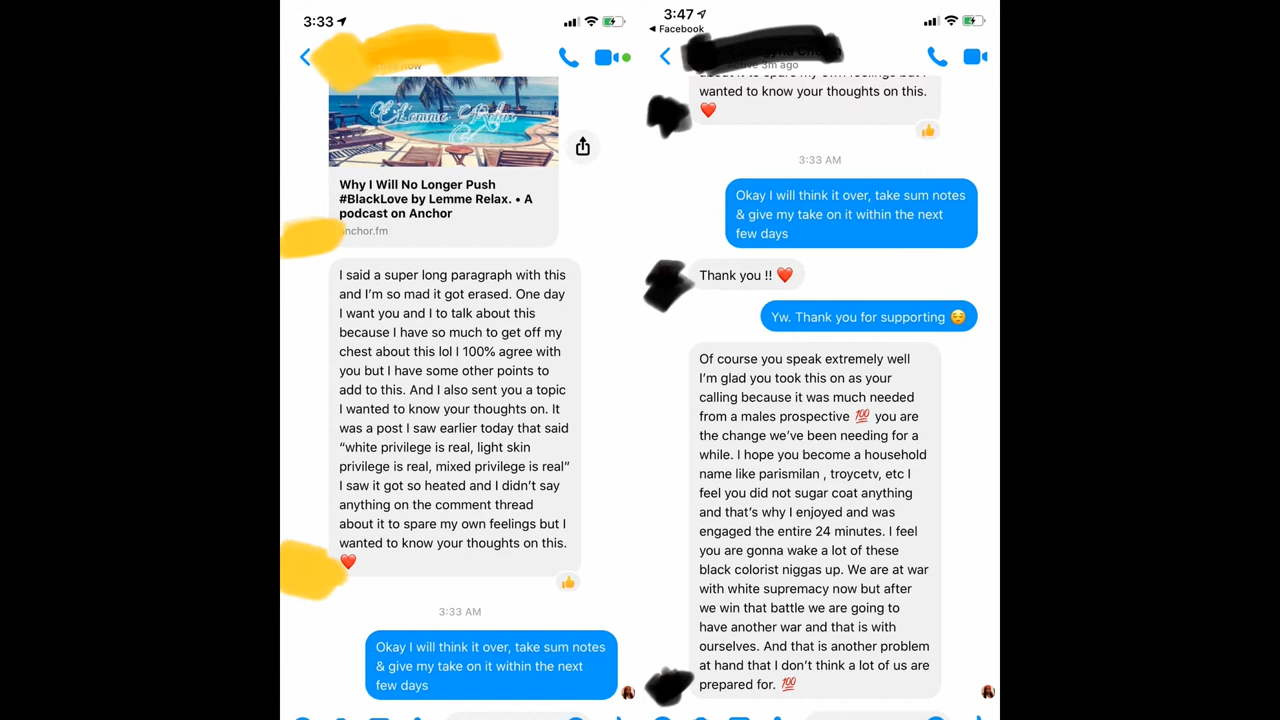 3:33
now
Lemme Relax
Why I Will No Longer Push
#BlackLove by Lemme Relax. • A
podcast on Anchor
nchor.fm
I said a super long paragraph with this
and I'm so mad it got erased. One day
I want you and I to talk about this
because I have so much to get off my
chest about this lol I 100% agree with
you but I have some other points to
add to this. And I also sent you a topic
I wanted to know your thoughts on. It
was a post I saw earlier today that said
“white privilege is real, light skin
privilege is real, mixed privilege is real”
I saw it got so heated and I didn't say
anything on the comment thread
about it to spare my own feelings but I
wanted to know your thoughts on this.
❤️
👍
3:33 AM
Okay I will think it over, take sum notes
& give my take on it within the next
few days
3:47
◀ Facebook
3m ago
about it to spare my own feelings but I
wanted to know your thoughts on this.
❤️
👍
3:33 AM
Okay I will think it over, take sum notes
& give my take on it within the next
few days
Thank you !! ❤️
Yw. Thank you for supporting 😌
Of course you speak extremely well
I'm glad you took this on as your
calling because it was much needed
from a males prospective 💯 you are
the change we've been needing for a
while. I hope you become a household
name like parismilan , troycetv, etc I
feel you did not sugar coat anything
and that's why I enjoyed and was
engaged the entire 24 minutes. I feel
you are gonna wake a lot of these
black colorist niggas up. We are at war
with white supremacy now but after
we win that battle we are going to
have another war and that is with
ourselves. And that is another problem
at hand that I don't think a lot of us are
prepared for. 💯